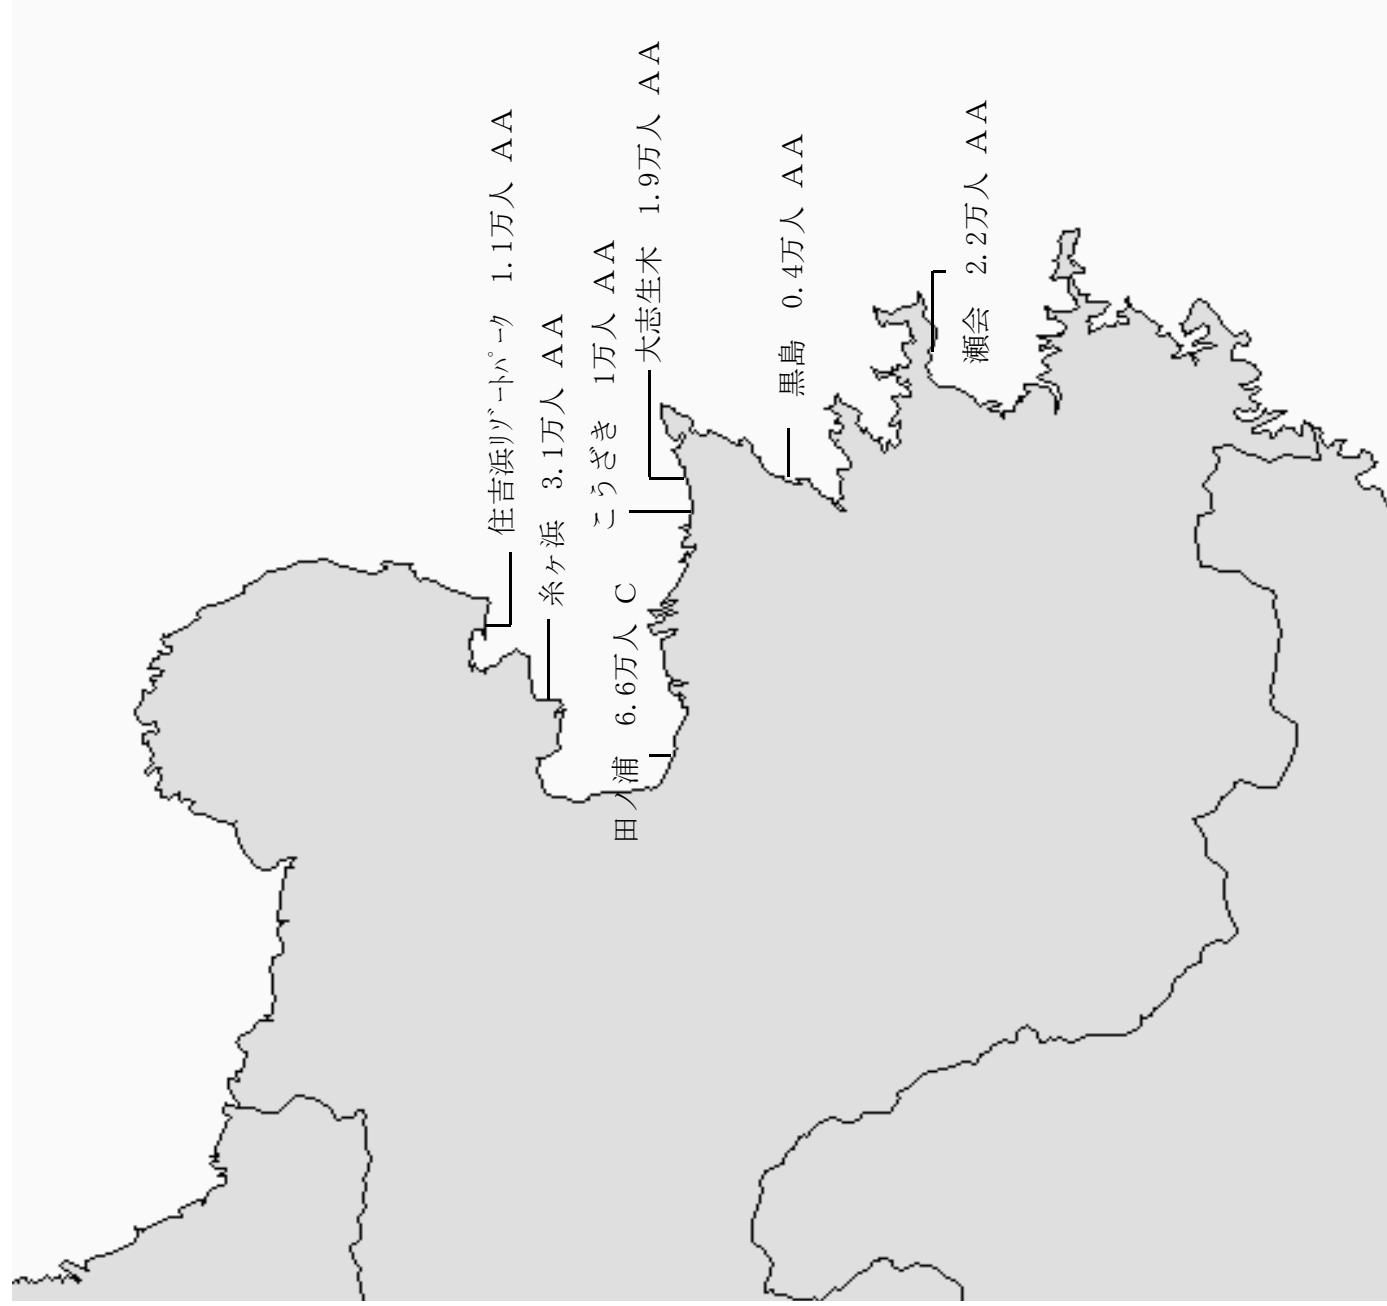 住吉浜ﾘｿﾞｰﾄﾊﾟｰｸ 1.1万人 AA
糸ヶ浜 3.1万人 AA
こうざき 1万人 AA
田ノ浦 6.6万人 C
大志生木 1.9万人 AA
黒島 0.4万人 AA
瀬会 2.2万人 AA